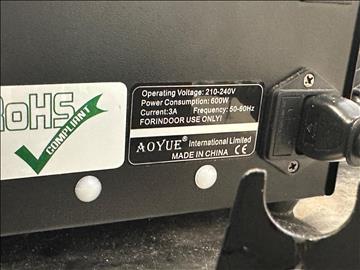 RoHS
COMPLIANT
Operating Voltage: 210-240V
Power Consumption: 600W
Current:3A Frequency: 50-60Hz
FORINDOOR USE ONLY!
AOYUE® International Limited
MADE IN CHINA CE